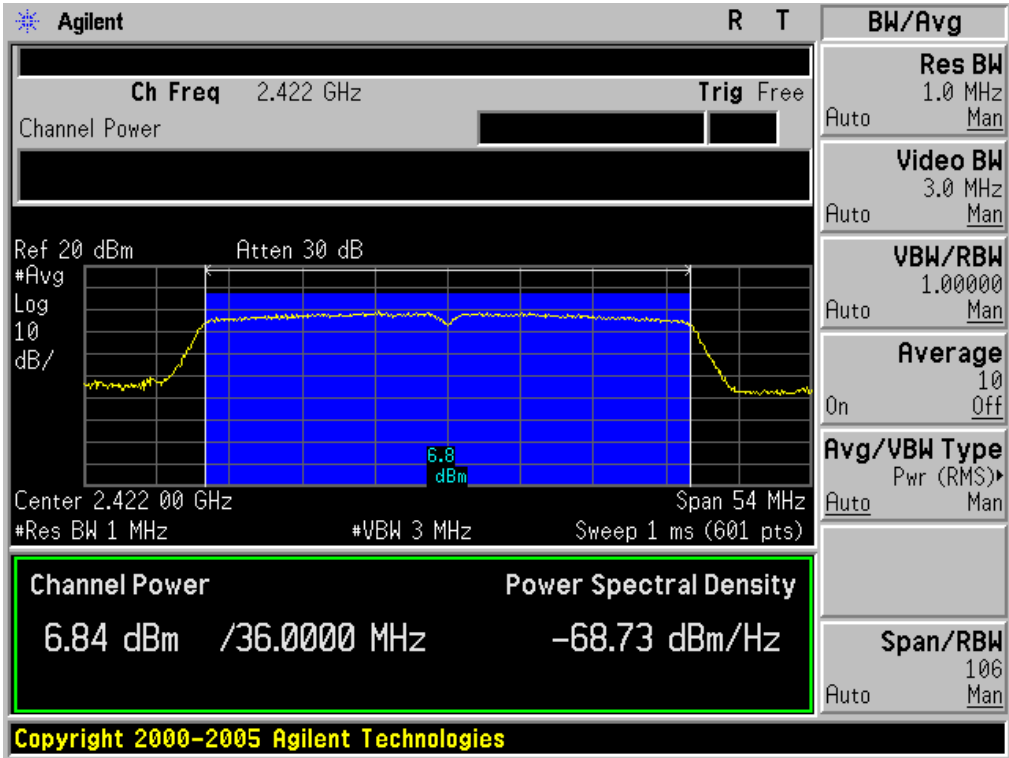 Agilent R T
Ch Freq 2.422 GHz Trig Free
Channel Power
Ref 20 dBm Atten 30 dB
#Avg
Log
10
dB/
6.8
dBm
Center 2.422 00 GHz Span 54 MHz
#Res BW 1 MHz #VBW 3 MHz Sweep 1 ms (601 pts)
Channel Power Power Spectral Density
6.84 dBm /36.0000 MHz -68.73 dBm/Hz
Copyright 2000-2005 Agilent Technologies
BW/Avg
Res BW
1.0 MHz
Auto Man
Video BW
3.0 MHz
Auto Man
VBW/RBW
1.00000
Auto Man
Average
10
On Off
Avg/VBW Type
Pwr (RMS)▸
Auto Man
Span/RBW
106
Auto Man